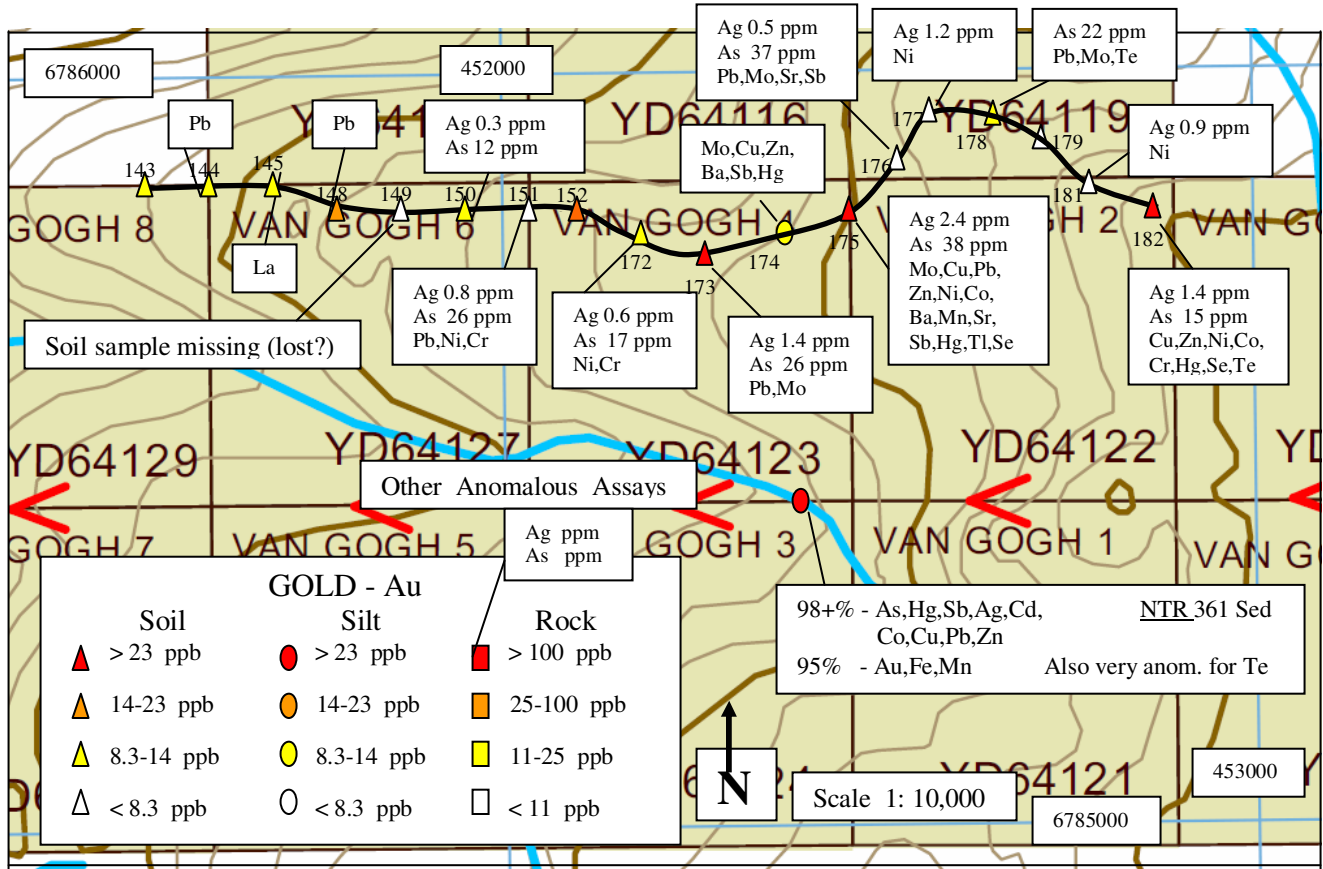 6786000
452000
Ag 0.5 ppm
As 37 ppm
Pb,Mo,Sr,Sb
Ag 1.2 ppm
Ni
As 22 ppm
Pb,Mo,Te
Pb
Pb
Ag 0.3 ppm
As 12 ppm
YD64116
YD64119
Mo,Cu,Zn,
Ba,Sb,Hg
Ag 0.9 ppm
Ni
143
144
145
148
149
150
151
152
172
173
174
175
176
177
178
179
181
182
GOGH 8
VAN GOGH 6
VAN GOGH 4
GOGH 2
La
Soil sample missing (lost?)
Ag 0.8 ppm
As 26 ppm
Pb,Ni,Cr
Ag 0.6 ppm
As 17 ppm
Ni,Cr
Ag 1.4 ppm
As 26 ppm
Pb,Mo
Ag 2.4 ppm
As 38 ppm
Mo,Cu,Pb,
Zn,Ni,Co,
Ba,Mn,Sr,
Sb,Hg,Tl,Se
Ag 1.4 ppm
As 15 ppm
Cu,Zn,Ni,Co,
Cr,Hg,Se,Te
YD64129
YD64127
YD64123
YD64122
Other Anomalous Assays
Ag ppm
As ppm
GOGH 7
VAN GOGH 5
GOGH 3
VAN GOGH 1
VAN
GOLD - Au
Soil Silt Rock
> 23 ppb > 23 ppb > 100 ppb
14-23 ppb 14-23 ppb 25-100 ppb
8.3-14 ppb 8.3-14 ppb 11-25 ppb
< 8.3 ppb < 8.3 ppb < 11 ppb
98+% - As,Hg,Sb,Ag,Cd, NTR 361 Sed
Co,Cu,Pb,Zn
95% - Au,Fe,Mn Also very anom. for Te
N
Scale 1: 10,000
YD64121
453000
6785000